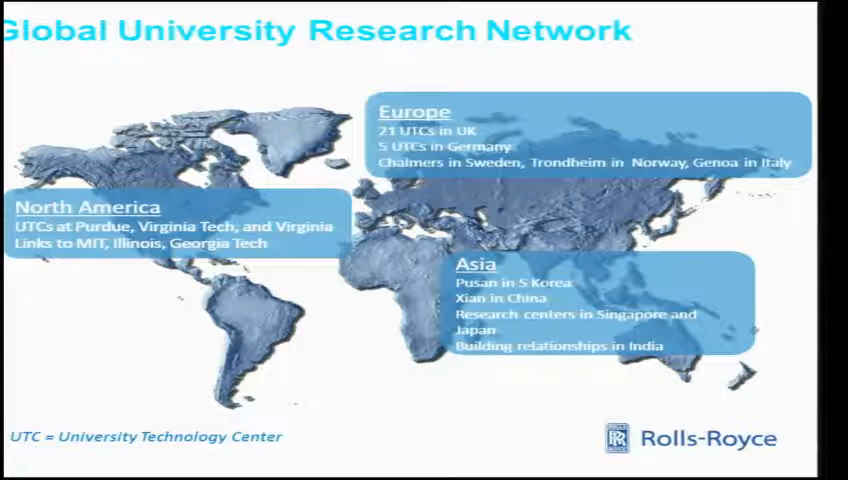 Global University Research Network
Europe
21 UTCs in UK
5 UTCs in Germany
Chalmers in Sweden, Trondheim in Norway, Genoa in Italy
North America
UTCs at Purdue, Virginia Tech, and Virginia
Links to MIT, Illinois, Georgia Tech
Asia
Pusan in S Korea
Xian in China
Research centers in Singapore and
Japan
Building relationships in India
UTC = University Technology Center
RR Rolls-Royce